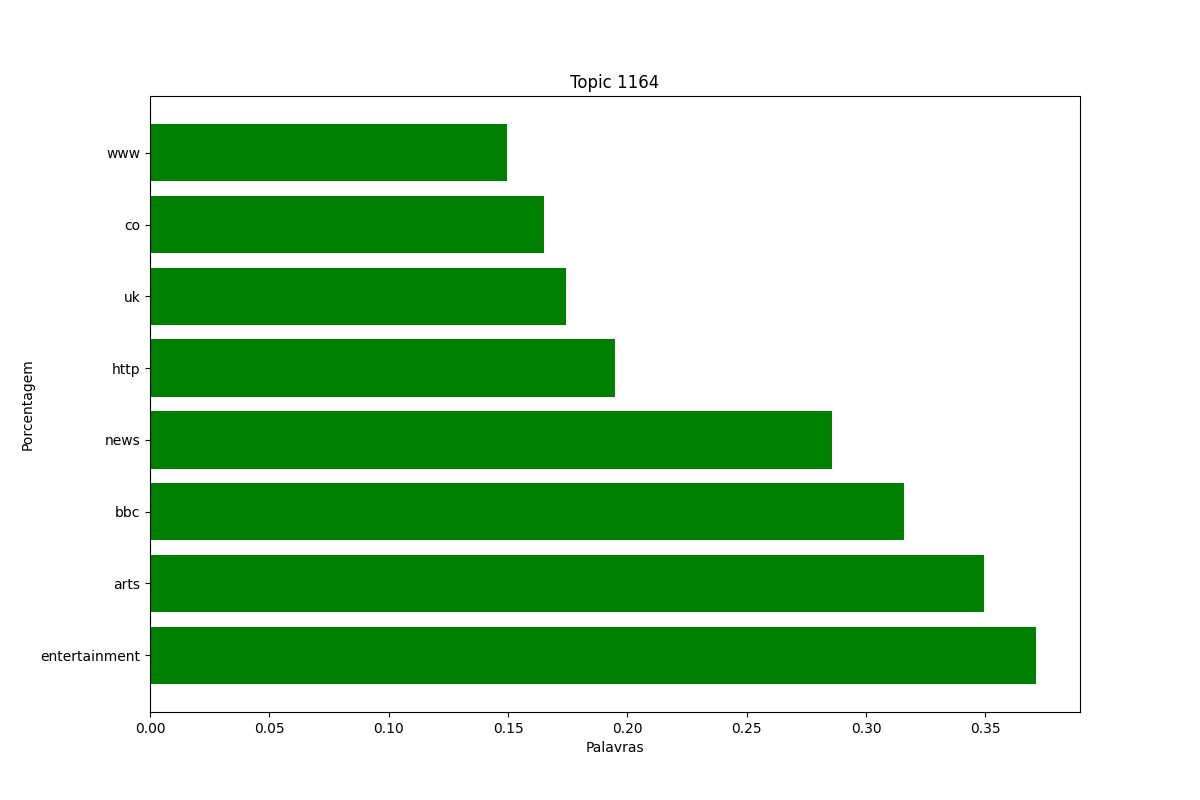 Topic 1164
www
co
uk
http
news
bbc
arts
entertainment
Porcentagem
0.00 0.05 0.10 0.15 0.20 0.25 0.30 0.35
Palavras